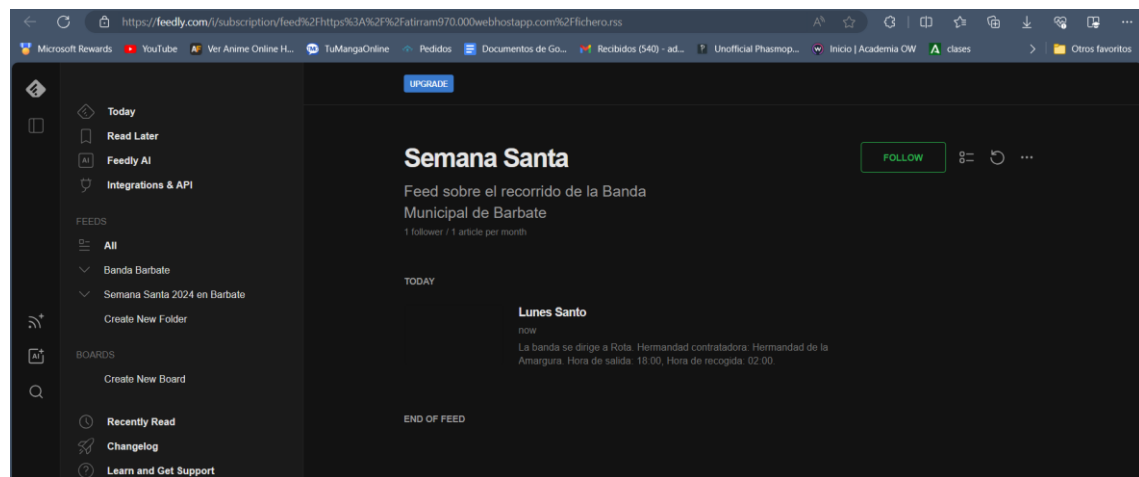 https://feedly.com/i/subscription/feed%2Fhttps%3A%2F%2Fatirram970.000webhostapp.com%2Ffichero.rss
Microsoft Rewards YouTube Ver Anime Online H... TuMangaOnline Pedidos Documentos de Go... Recibidos (540) - ad... Unofficial Phasmop... Inicio | Academia OW clases Otros favoritos
UPGRADE
Today
Read Later
AI Feedly AI
Integrations & API
FEEDS
All
Banda Barbate
Semana Santa 2024 en Barbate
Create New Folder
BOARDS
Create New Board
Recently Read
Changelog
Learn and Get Support
Semana Santa
FOLLOW
Feed sobre el recorrido de la Banda
Municipal de Barbate
1 follower / 1 article per month
TODAY
Lunes Santo
now
La banda se dirige a Rota. Hermandad contratadora: Hermandad de la
Amargura. Hora de salida: 18:00, Hora de recogida: 02:00.
END OF FEED